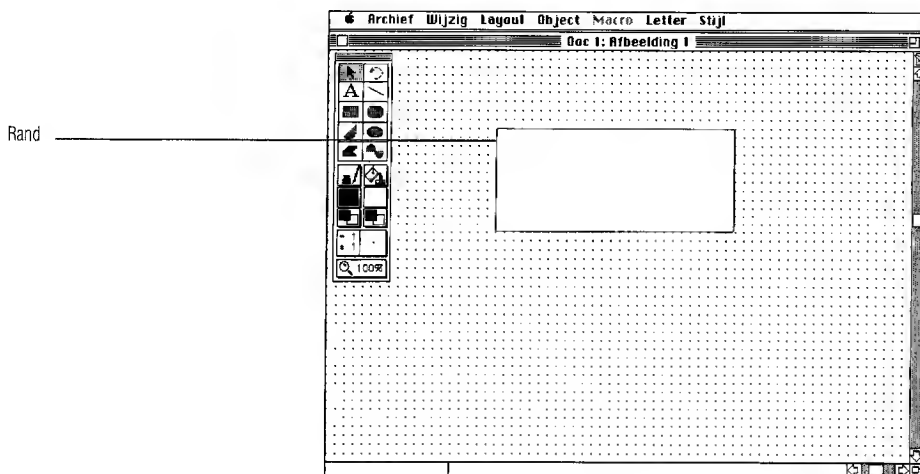 Archief Wijzig Layout Object Macro Letter Stijl
Doc 1: Afbeelding 1
A
Rand
100%